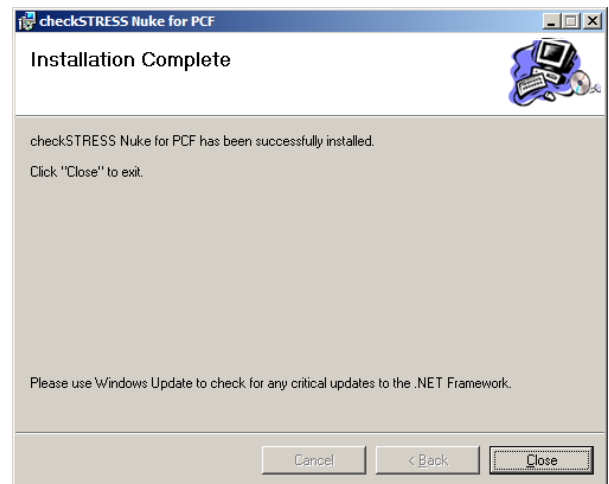 checkSTRESS Nuke for PCF
Installation Complete
checkSTRESS Nuke for PCF has been successfully installed.
Click "Close" to exit.
Please use Windows Update to check for any critical updates to the .NET Framework.
Cancel
< Back
Close